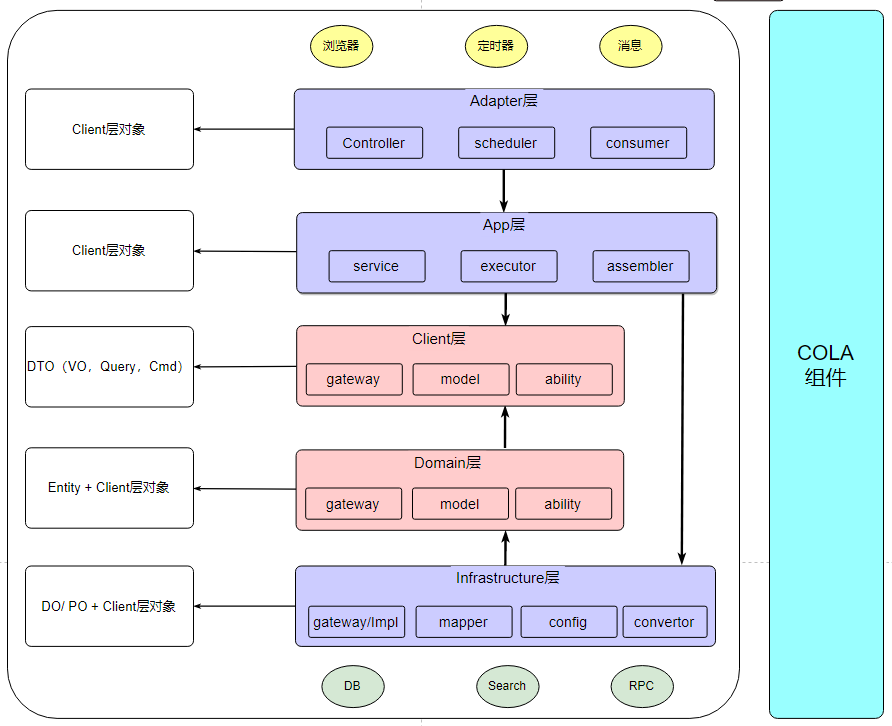 浏览器
定时器
消息
Client层对象
Adapter层
Controller
scheduler
consumer
Client层对象
App层
service
executor
assembler
DTO（VO，Query，Cmd）
Client层
gateway
model
ability
Entity + Client层对象
Domain层
gateway
model
ability
DO/ PO + Client层对象
Infrastructure层
gateway/Impl
mapper
config
convertor
DB
Search
RPC
COLA
组件